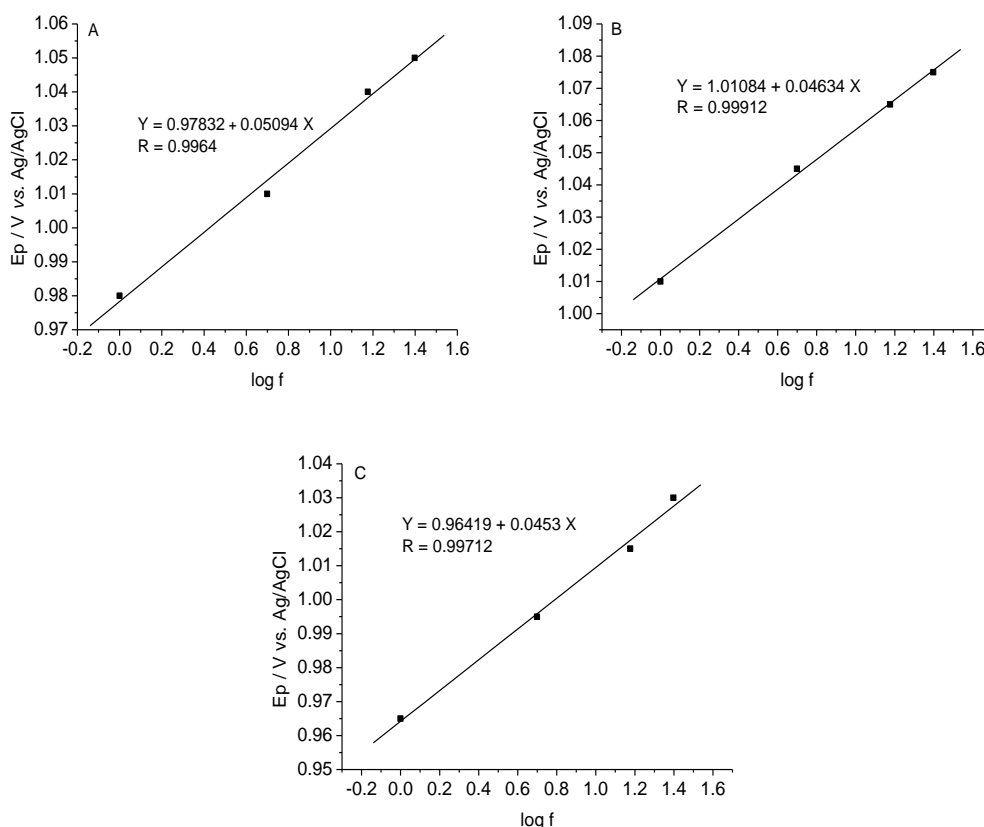 A
Ep / V vs. Ag/AgCl
1.06
1.05
1.04
1.03
1.02
1.01
1.00
0.99
0.98
0.97
Y = 0.97832 + 0.05094 X
R = 0.9964
-0.2 0.0 0.2 0.4 0.6 0.8 1.0 1.2 1.4 1.6
log f
B
Ep / V vs. Ag/AgCl
1.09
1.08
1.07
1.06
1.05
1.04
1.03
1.02
1.01
1.00
Y = 1.01084 + 0.04634 X
R = 0.99912
-0.2 0.0 0.2 0.4 0.6 0.8 1.0 1.2 1.4 1.6
log f
C
Ep / V vs. Ag/AgCl
1.04
1.03
1.02
1.01
1.00
0.99
0.98
0.97
0.96
0.95
Y = 0.96419 + 0.0453 X
R = 0.99712
-0.2 0.0 0.2 0.4 0.6 0.8 1.0 1.2 1.4 1.6
log f